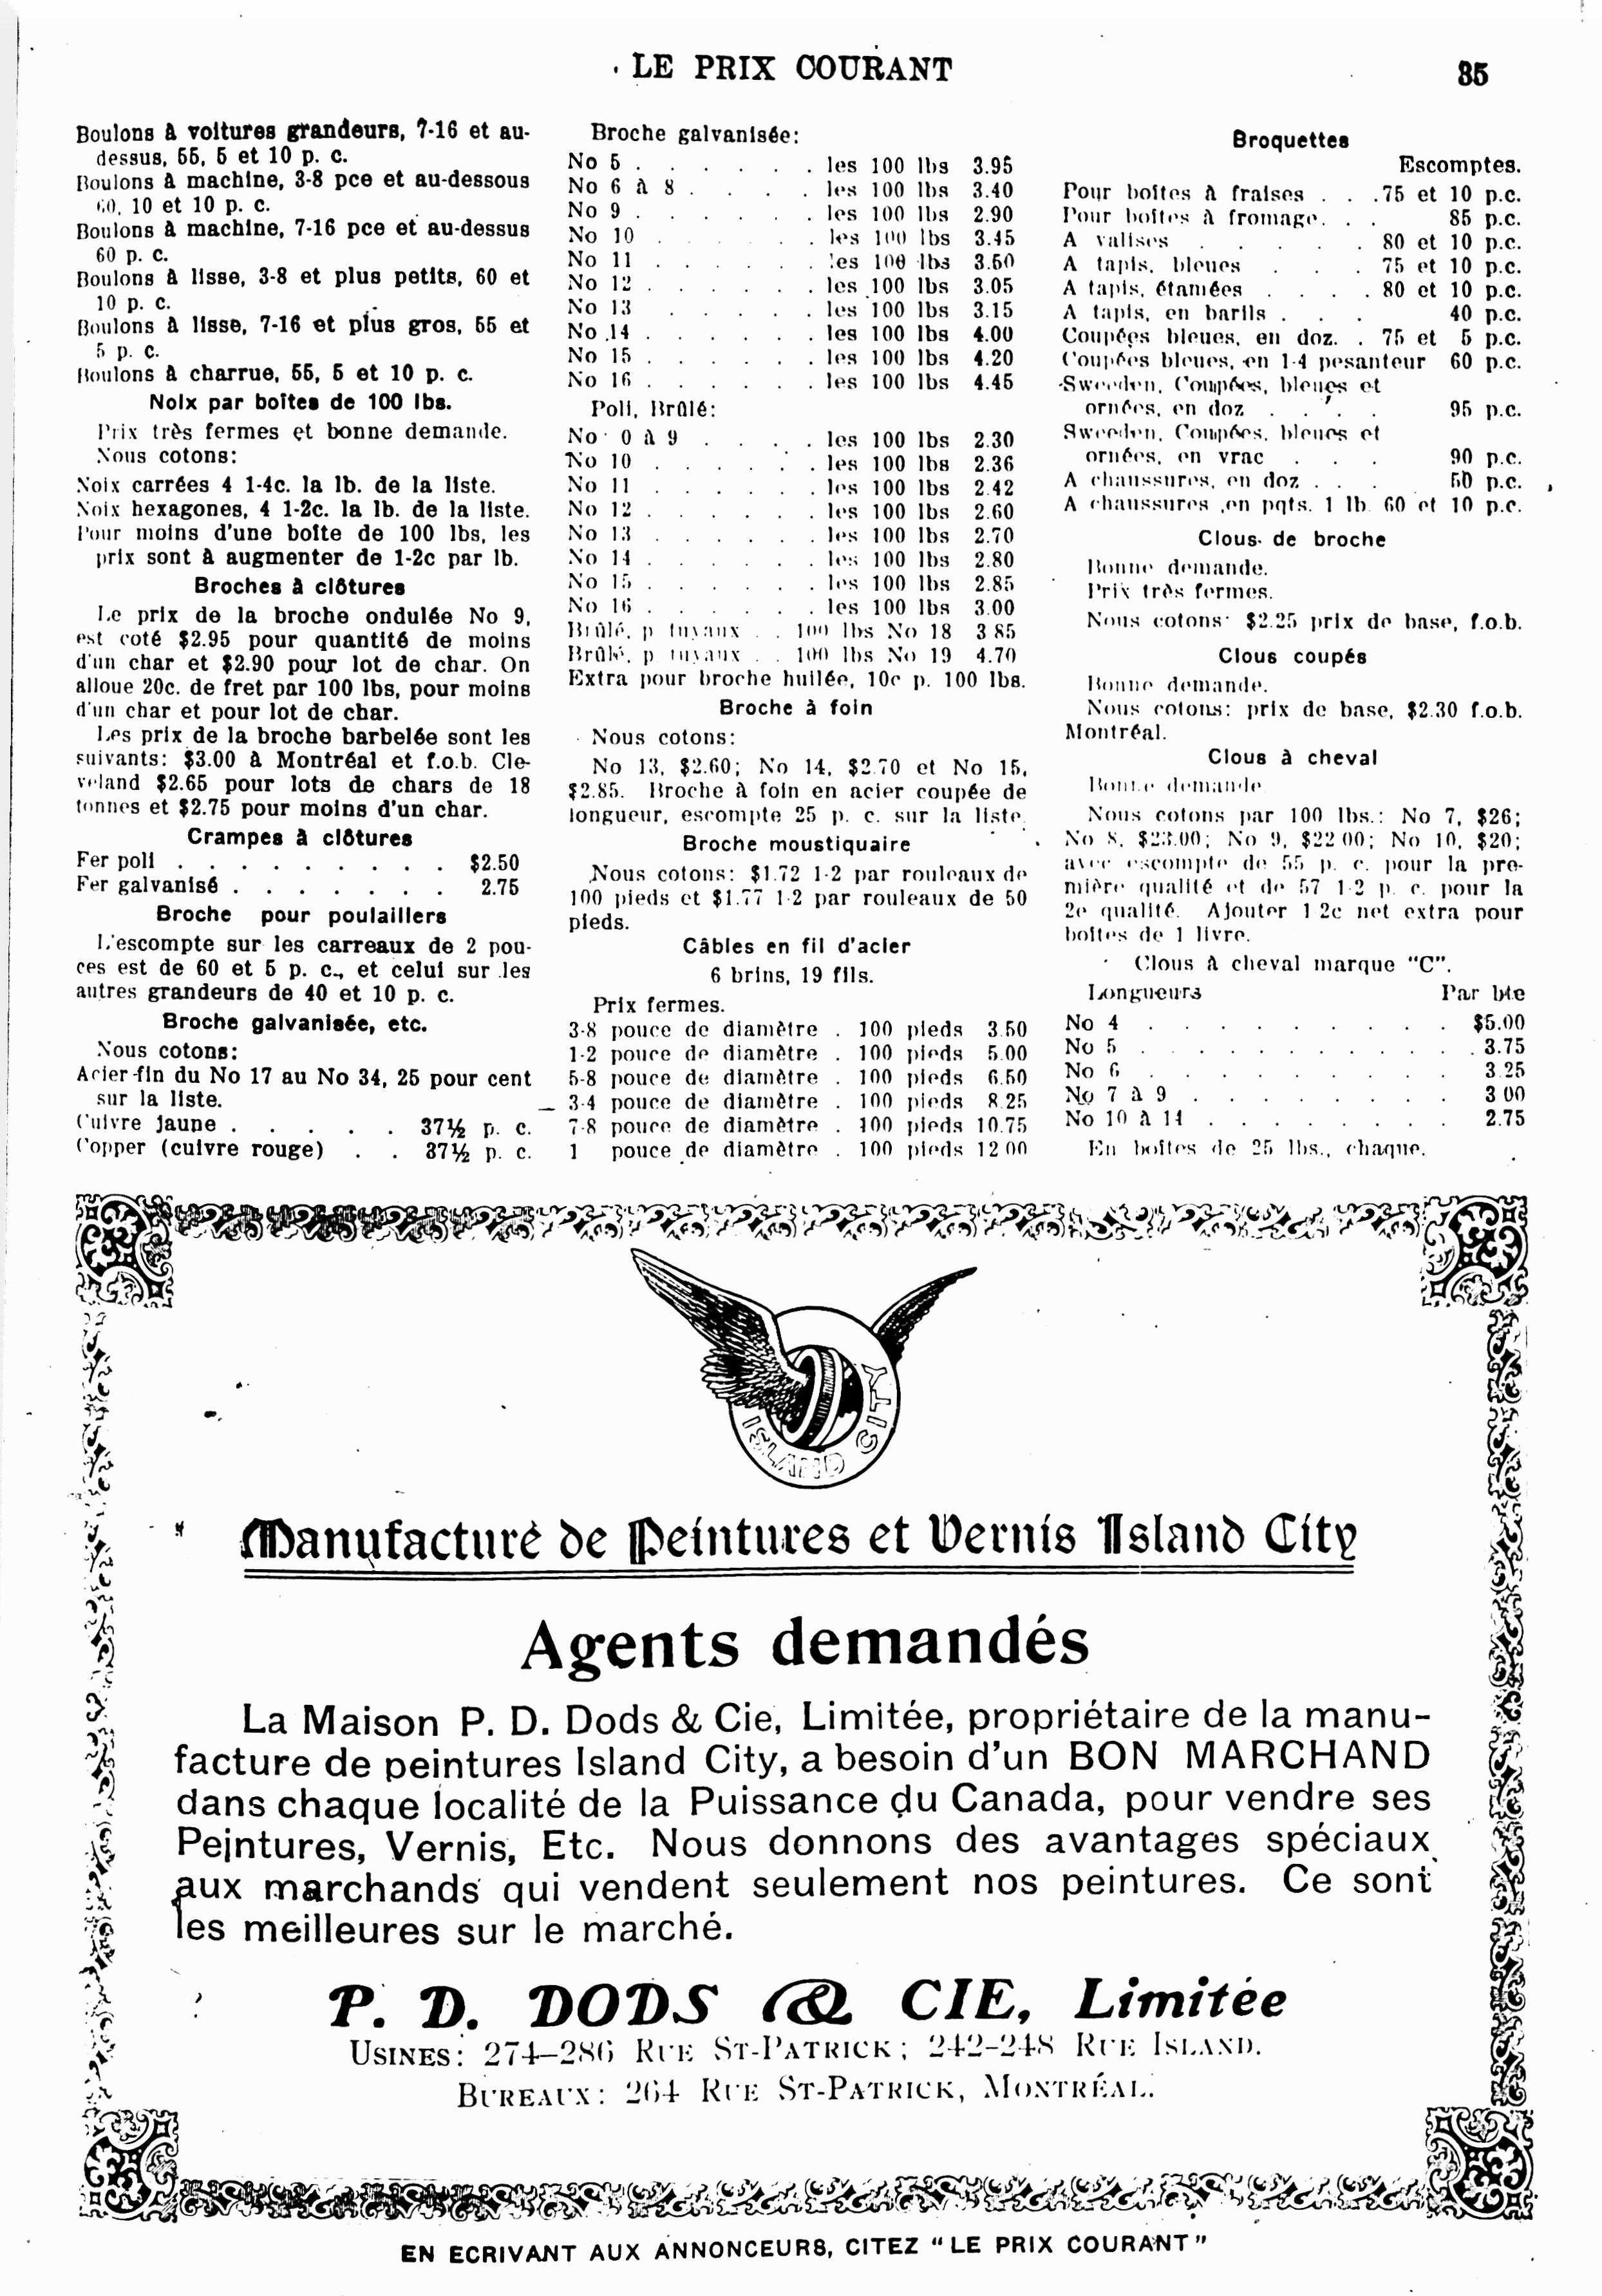 LE PRIX COURANT
35
Boulons à voitures grandeurs, 7-16 et au-
dessus, 55, 5 et 10 p. c.
Boulons à machine, 3-8 pce et au-dessous
60, 10 et 10 p. c.
Boulons à machine, 7-16 pce et au-dessus
60 p. c.
Boulons à lisse, 3-8 et plus petits, 60 et
10 p. c.
Boulons à lisse, 7-16 et plus gros, 55 et
5 p. c.
Boulons à charrue, 55, 5 et 10 p. c.
Noix par boîtes de 100 lbs.
Prix très fermes et bonne demande.
Nous cotons:
Noix carrées 4 1-4c. la lb. de la liste.
Noix hexagones, 4 1-2c. la lb. de la liste.
Pour moins d'une boîte de 100 lbs, les
prix sont à augmenter de 1-2c par lb.
Broches à clôtures
Le prix de la broche ondulée No 9,
est coté $2.95 pour quantité de moins
d'un char et $2.90 pour lot de char. On
alloue 20c. de fret par 100 lbs, pour moins
d'un char et pour lot de char.
Les prix de la broche barbelée sont les
suivants: $3.00 à Montréal et f.o.b. Cle-
veland $2.65 pour lots de chars de 18
tonnes et $2.75 pour moins d'un char.
Crampes à clôtures
Fer poli . . . . . . . . . . $2.50
Fer galvanisé . . . . . . . 2.75
Broche pour poulaillers
L'escompte sur les carreaux de 2 pou-
ces est de 60 et 5 p. c., et celui sur les
autres grandeurs de 40 et 10 p. c.
Broche galvanisée, etc.
Nous cotons:
Acier fin du No 17 au No 34, 25 pour cent
sur la liste.
Cuivre jaune . . . . . 37½ p. c.
Copper (cuivre rouge) . . 37½ p. c.
Broche galvanisée:
No 5 . . . . . . les 100 lbs 3.95
No 6 à 8 . . . . les 100 lbs 3.40
No 9 . . . . . . les 100 lbs 2.90
No 10 . . . . . . les 100 lbs 3.45
No 11 . . . . . . les 100 lbs 3.50
No 12 . . . . . . les 100 lbs 3.05
No 13 . . . . . . les 100 lbs 3.15
No 14 . . . . . . les 100 lbs 4.00
No 15 . . . . . . les 100 lbs 4.20
No 16 . . . . . . les 100 lbs 4.45
Poli, Brûlé:
No 0 à 9 . . . . les 100 lbs 2.30
No 10 . . . . . . les 100 lbs 2.36
No 11 . . . . . . les 100 lbs 2.42
No 12 . . . . . . les 100 lbs 2.60
No 13 . . . . . . les 100 lbs 2.70
No 14 . . . . . . les 100 lbs 2.80
No 15 . . . . . . les 100 lbs 2.85
No 16 . . . . . . les 100 lbs 3.00
Brûlé, p tuyaux . . 100 lbs No 18 3 85
Brûlé, p tuyaux . . 100 lbs No 19 4.70
Extra pour broche huilée, 10c p. 100 lbs.
Broche à foin
Nous cotons:
No 13, $2.60; No 14, $2.70 et No 15,
$2.85. Broche à foin en acier coupée de
longueur, escompte 25 p. c. sur la liste
Broche moustiquaire
Nous cotons: $1.72 1-2 par rouleaux de
100 pieds et $1.77 1-2 par rouleaux de 50
pieds.
Câbles en fil d'acier
6 brins, 19 fils.
Prix fermes.
3-8 pouce de diamètre . 100 pieds 3.50
1-2 pouce de diamètre . 100 pieds 5.00
5-8 pouce de diamètre . 100 pieds 6.50
3-4 pouce de diamètre . 100 pieds 8.25
7-8 pouce de diamètre . 100 pieds 10.75
1 pouce de diamètre . 100 pieds 12 00
Broquettes
Escomptes.
Pour boîtes à fraises . . . 75 et 10 p.c.
Pour boîtes à fromage. . . 85 p.c.
A valises . . . . . 80 et 10 p.c.
A tapis, bleues . . . 75 et 10 p.c.
A tapis, étamées . . . . 80 et 10 p.c.
A tapis, en barils . . . 40 p.c.
Coupées bleues, en doz. . 75 et 5 p.c.
Coupées bleues, en 1-4 pesanteur 60 p.c.
Sweeden, Coupées, bleues et
ornées, en doz . . . . 95 p.c.
Sweeden, Coupées, bleues et
ornées, en vrac . . . 90 p.c.
A chaussures, en doz . . . 50 p.c.
A chaussures ,en pqts. 1 lb 60 et 10 p.c.
Clous de broche
Bonne demande.
Prix très fermes.
Nous cotons: $2.25 prix de base, f.o.b.
Clous coupés
Bonne demande.
Nous cotons: prix de base, $2.30 f.o.b.
Montréal.
Clous à cheval
Bonne demande
Nous cotons par 100 lbs.: No 7, $26;
No 8, $23.00; No 9, $22 00; No 10, $20;
avec escompte de 55 p. c. pour la pre-
mière qualité et de 57 1-2 p. c. pour la
2e qualité. Ajouter 1 2c net extra pour
boîtes de 1 livre.
Clous à cheval marque "C".
Longueurs Par bte
No 4 . . . . . . . . . . $5.00
No 5 . . . . . . . . . . . 3.75
No 6 . . . . . . . . . . 3 25
No 7 à 9 . . . . . . . . 3 00
No 10 à 14 . . . . . . . . 2.75
En boîtes de 25 lbs., chaque.
ISLAND CITY
Manufacture de Peintures et Vernis Island City
Agents demandés
La Maison P. D. Dods & Cie, Limitée, propriétaire de la manu-
facture de peintures Island City, a besoin d'un BON MARCHAND
dans chaque localité de la Puissance du Canada, pour vendre ses
Peintures, Vernis, Etc. Nous donnons des avantages spéciaux
aux marchands qui vendent seulement nos peintures. Ce sont
les meilleures sur le marché.
P. D. DODS & CIE, Limitée
USINES: 274–286 RUE ST-PATRICK; 242-248 RUE ISLAND.
BUREAUX: 264 RUE ST-PATRICK, MONTRÉAL.
EN ECRIVANT AUX ANNONCEURS, CITEZ "LE PRIX COURANT"